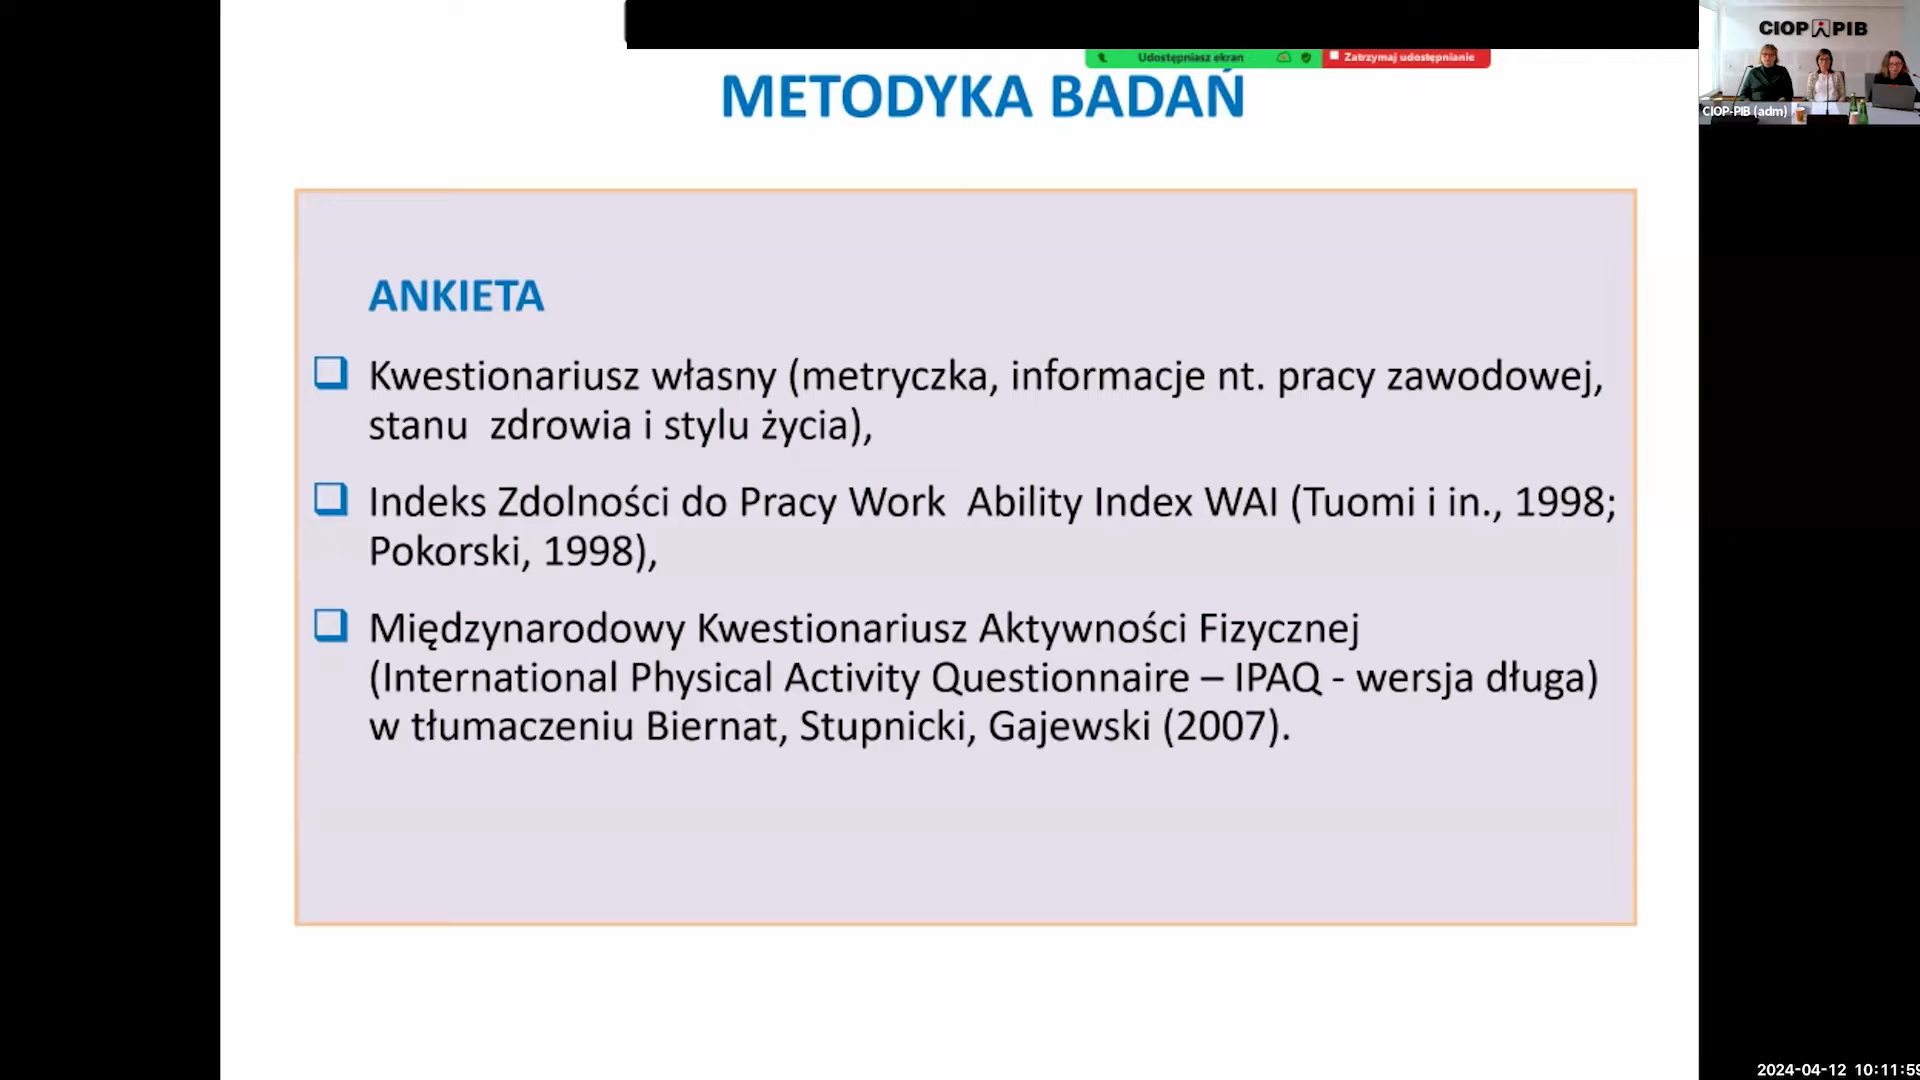 CIOP PIB
Udostępniasz ekran
Zatrzymaj udostępnianie
METODYKA BADAŃ
CIOP-PIB (adm)
ANKIETA
Kwestionariusz własny (metryczka, informacje nt. pracy zawodowej,
stanu zdrowia i stylu życia),
Indeks Zdolności do Pracy Work Ability Index WAI (Tuomi i in., 1998;
Pokorski, 1998),
Międzynarodowy Kwestionariusz Aktywności Fizycznej
(International Physical Activity Questionnaire – IPAQ - wersja długa)
w tłumaczeniu Biernat, Stupnicki, Gajewski (2007).
2024-04-12 10:11:59